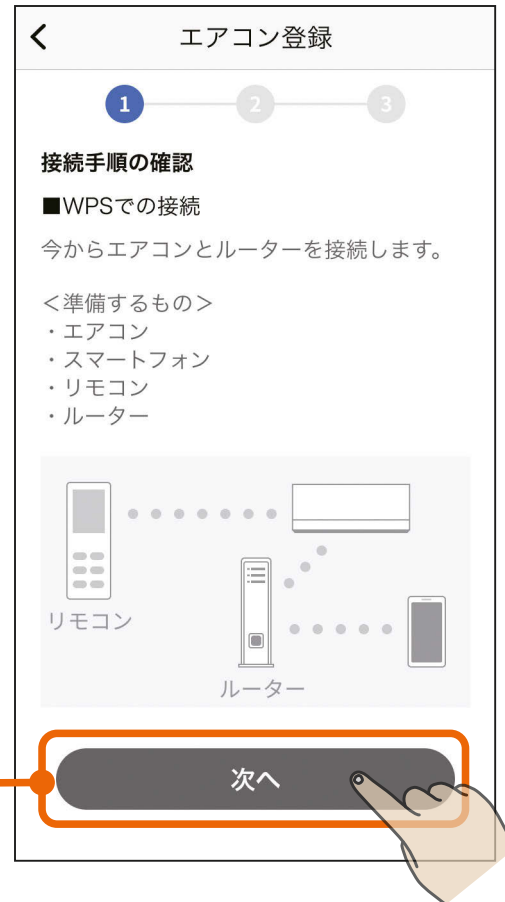 エアコン登録
1 2 3
接続手順の確認
■WPSでの接続
今からエアコンとルーターを接続します。
＜準備するもの＞
・エアコン
・スマートフォン
・リモコン
・ルーター
リモコン
ルーター
次へ